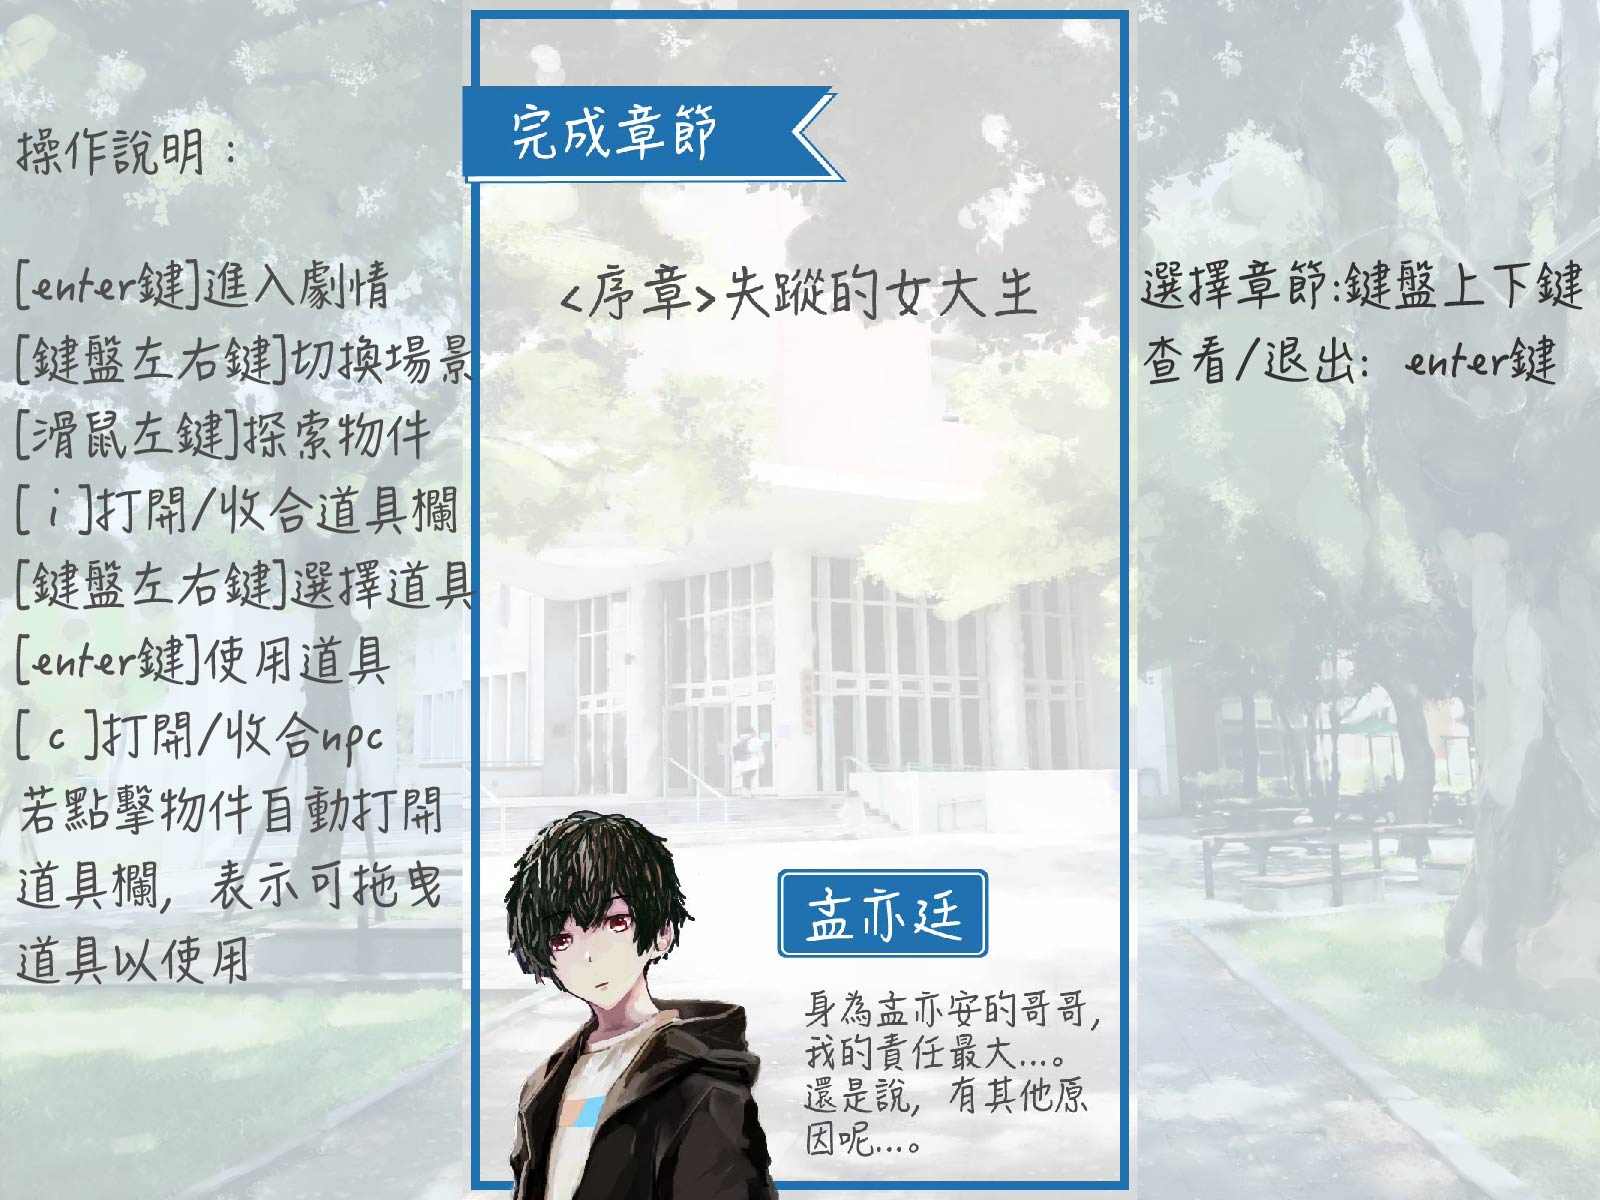 操作說明：
[enter鍵]進入劇情
[鍵盤左右鍵]切換場景
[滑鼠左鍵]探索物件
[ i ]打開/收合道具欄
[鍵盤左右鍵]選擇道具
[enter鍵]使用道具
[ c ]打開/收合npc
若點擊物件自動打開
道具欄，表示可拖曳
道具以使用
完成章節
<序章>失蹤的女大生
孟亦廷
身為孟亦安的哥哥，
我的責任最大...。
還是說，有其他原
因呢...。
選擇章節:鍵盤上下鍵
查看/退出: enter鍵